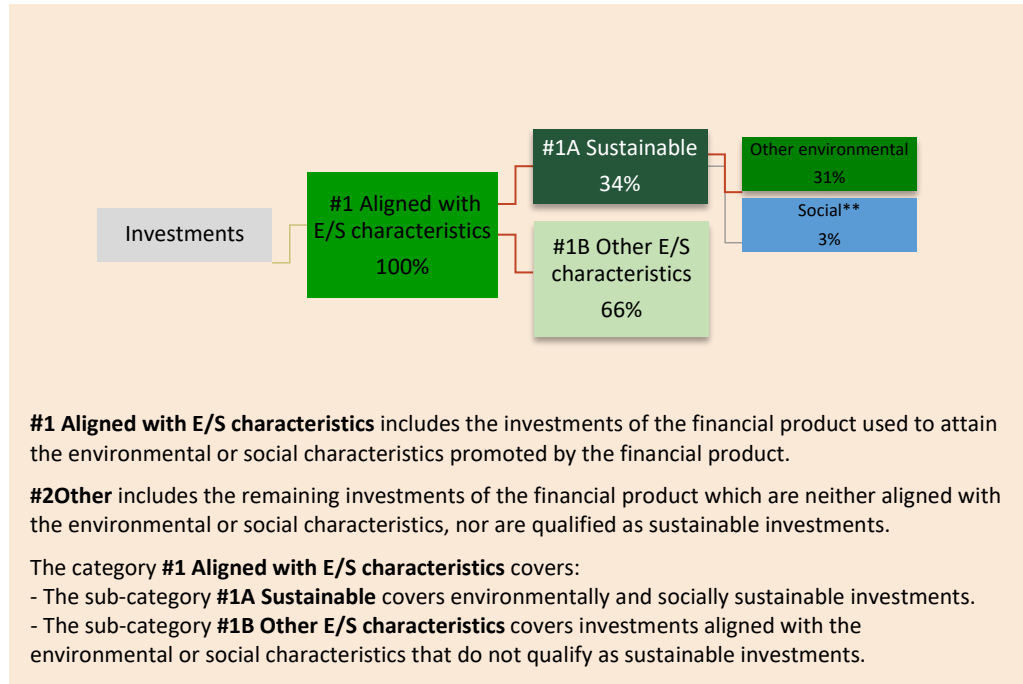 Investments
#1 Aligned with
E/S characteristics
100%
#1A Sustainable
34%
#1B Other E/S
characteristics
66%
Other environmental
31%
Social**
3%
#1 Aligned with E/S characteristics includes the investments of the financial product used to attain
the environmental or social characteristics promoted by the financial product.
#2Other includes the remaining investments of the financial product which are neither aligned with
the environmental or social characteristics, nor are qualified as sustainable investments.
The category #1 Aligned with E/S characteristics covers:
- The sub-category #1A Sustainable covers environmentally and socially sustainable investments.
- The sub-category #1B Other E/S characteristics covers investments aligned with the
environmental or social characteristics that do not qualify as sustainable investments.